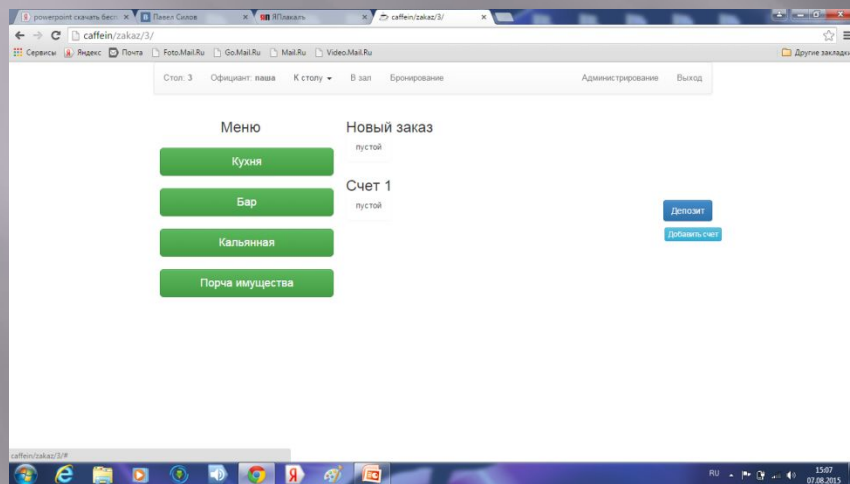 powerpoint скачать бесп
Павел Сихов
ЯПлакалъ
caffein/zakaz/3/
caffein/zakaz/3/
Сервисы
Яндекс
Почта
Foto.Mail.Ru
Go.Mail.Ru
Mail.Ru
Video.Mail.Ru
Другие закладки
Стол: 3
Официант: паша
К столу
В зал
Бронирование
Администрирование
Выход
Меню
Кухня
Бар
Кальянная
Порча имущества
Новый заказ
пустой
Счет 1
пустой
Депозит
Добавить счет
caffein/zakaz/3/#
RU
15:07
07.08.2015